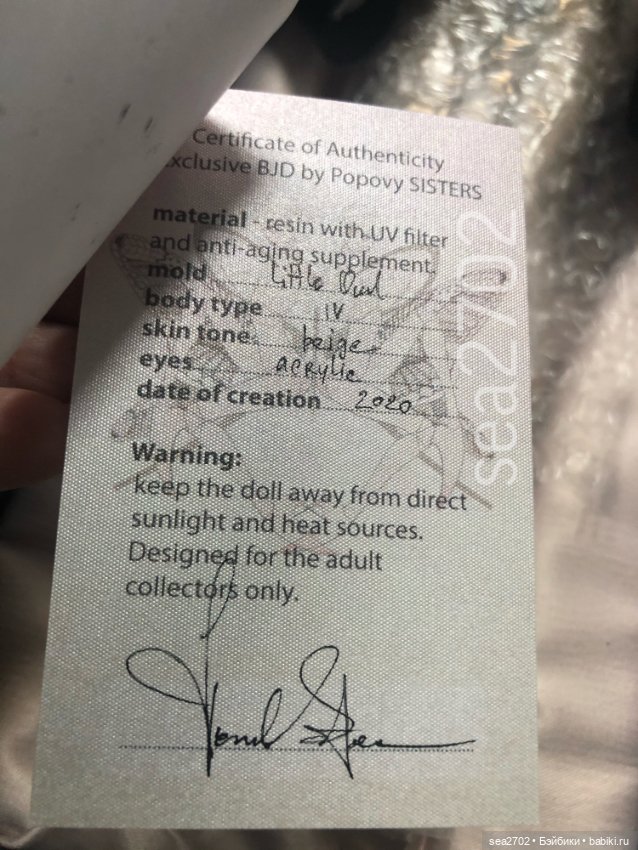 Certificate of Authenticity
xclusive BJD by Popovy SISTERS
material - resin with UV filter
and anti-aging supplement.
mold Little Owl
body type IV
skin tone beige
eyes acrylic
date of creation 2020
Warning:
keep the doll away from direct
sunlight and heat sources.
Designed for the adult
collectors only.
sea2702
sea2702 • Бэйбики • babiki.ru